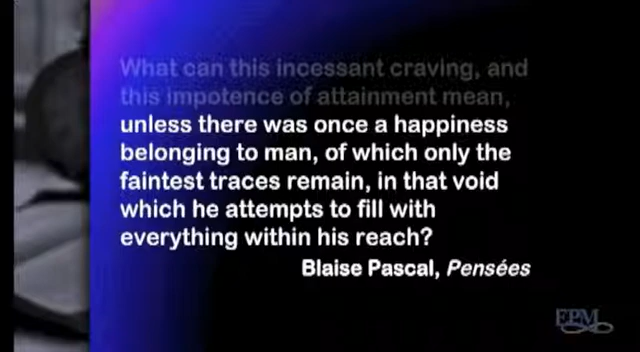 What can this incessant craving, and
this impotence of attainment mean,
unless there was once a happiness
belonging to man, of which only the
faintest traces remain, in that void
which he attempts to fill with
everything within his reach?
Blaise Pascal, Pensées
EPM